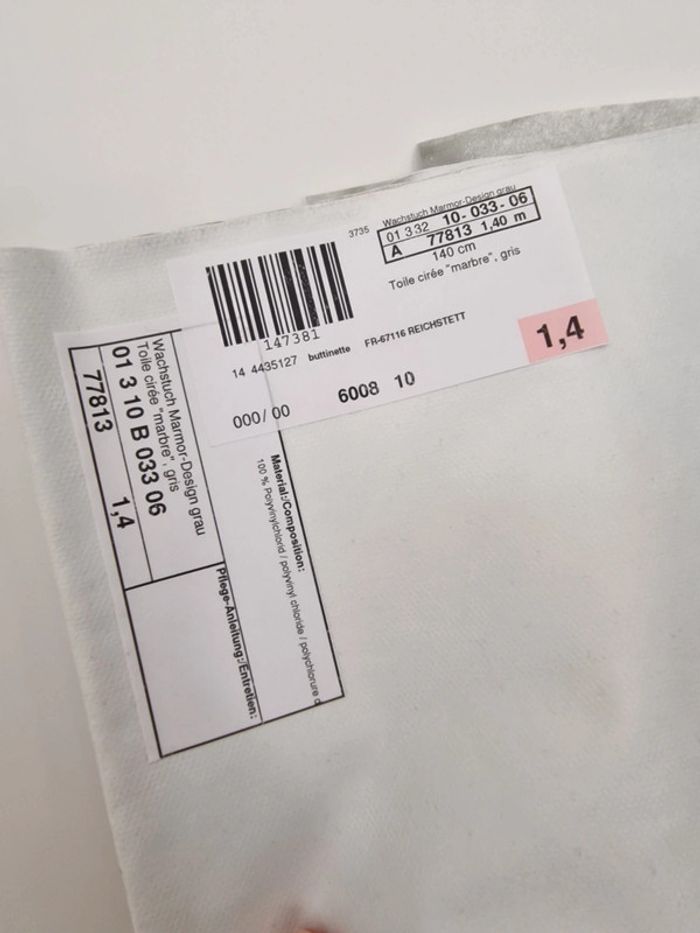 3735
Wachstuch Marmor-Design grau
01 3 32 10-033-06
A 77813 1,40 m
140 cm
Toile cirée "marbre", gris
147381
14 4435127 buttinette FR-67116 REICHSTETT
1,4
000/00 6008 10
Wachstuch Marmor-Design grau
Toile cirée "marbre", gris
01 3 10 B 033 06
77813 1,4
Material:/Composition:
100 % Polyvinylchlorid / polyvinyl chloride / polychlorure
Pflege-Anleitung:/Entretien: